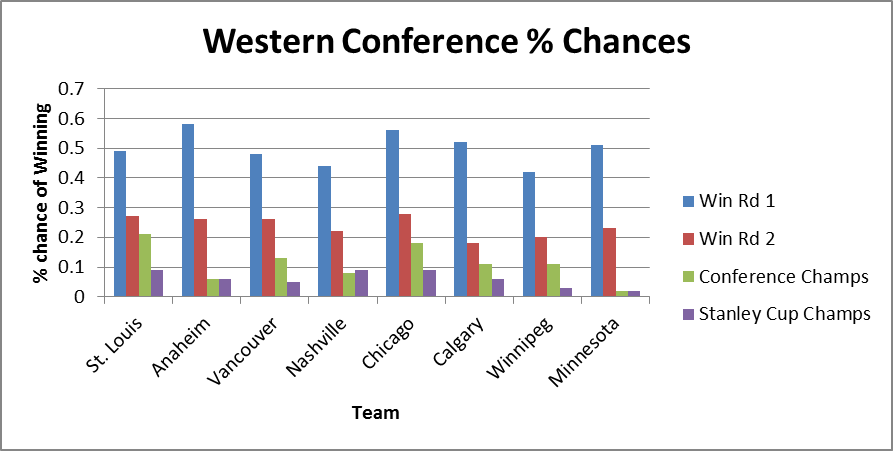 Western Conference % Chances
% chance of Winning
0.7
0.6
0.5
0.4
0.3
0.2
0.1
0
St. Louis
Anaheim
Vancouver
Nashville
Chicago
Calgary
Winnipeg
Minnesota
Team
Win Rd 1
Win Rd 2
Conference Champs
Stanley Cup Champs